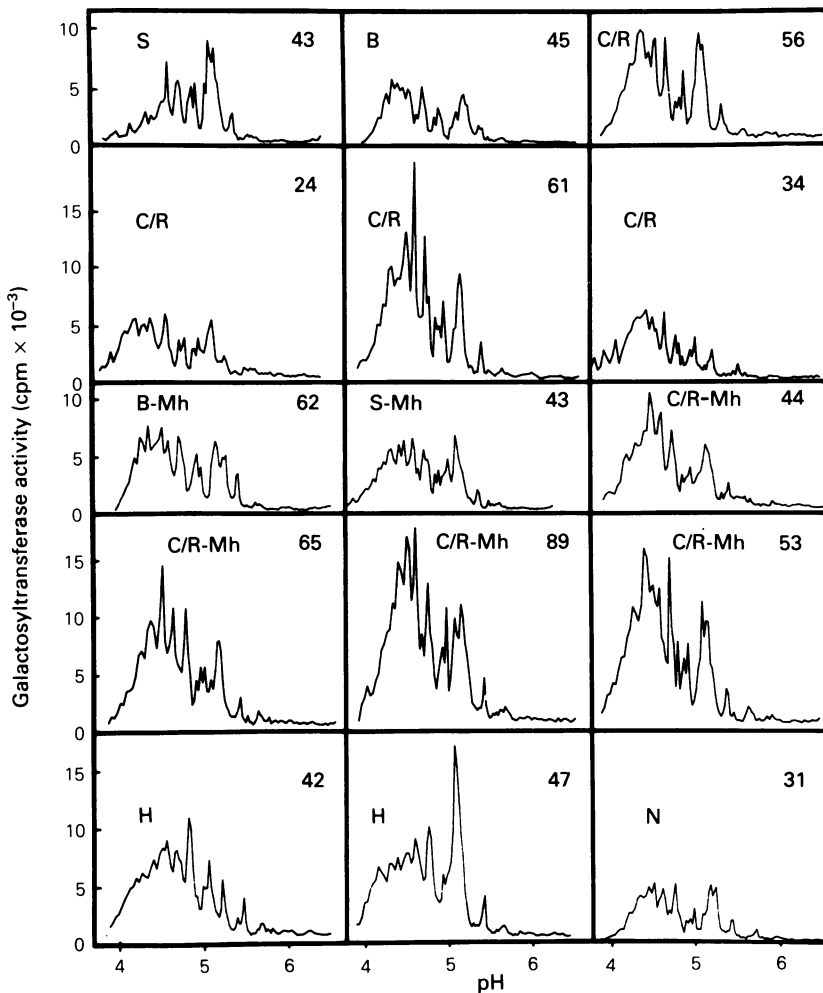 Galactosyltransferase activity (cpm × 10⁻³)
10
5
0
S 43
B 45
C/R 56
15
10
5
0
24
C/R
61
C/R
34
C/R
10
5
0
B-Mh 62
S-Mh 43
C/R-Mh 44
15
10
5
0
C/R-Mh 65
C/R-Mh 89
C/R-Mh 53
15
10
5
0
42
H
47
H
31
N
4 5 6
4 5 6
4 5 6
pH